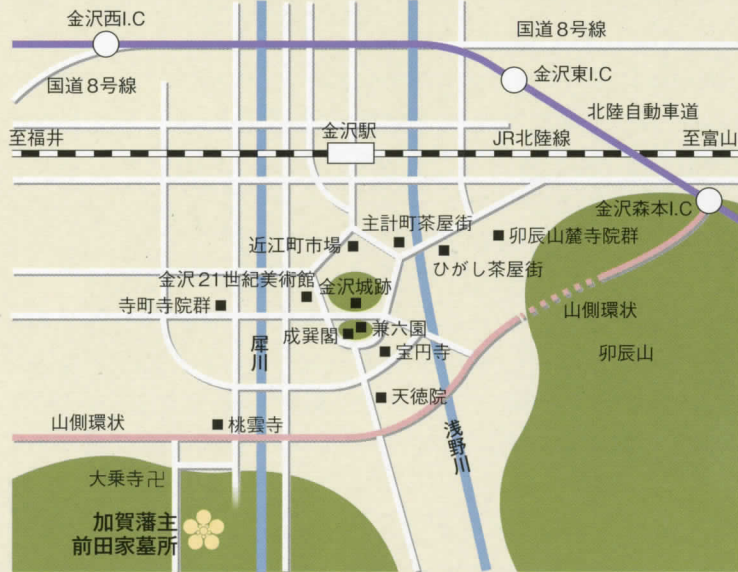 金沢西I.C
国道8号線
国道8号線
金沢東I.C
北陸自動車道
至福井
金沢駅
JR北陸線
至富山
金沢森本I.C
主計町茶屋街
近江町市場
卯辰山麓寺院群
ひがし茶屋街
金沢21世紀美術館
金沢城跡
寺町寺院群
山側環状
成巽閣
兼六園
犀川
宝円寺
卯辰山
天徳院
山側環状
桃雲寺
浅野川
大乗寺卍
加賀藩主
前田家墓所